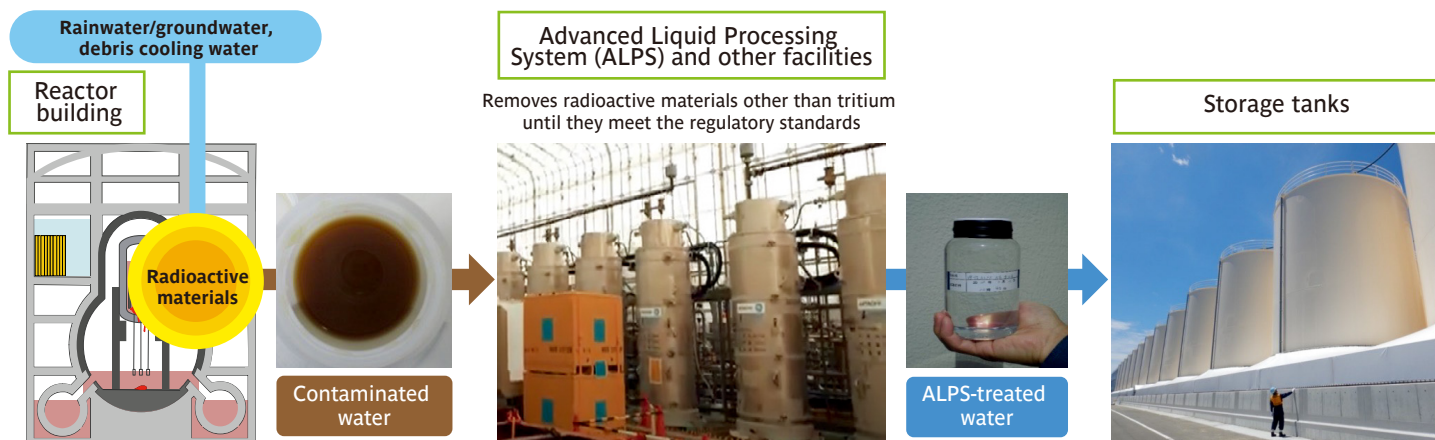 Rainwater/groundwater,
debris cooling water
Reactor
building
Radioactive
materials
Contaminated
water
Advanced Liquid Processing
System (ALPS) and other facilities
Removes radioactive materials other than tritium
until they meet the regulatory standards
ALPS-treated
water
Storage tanks